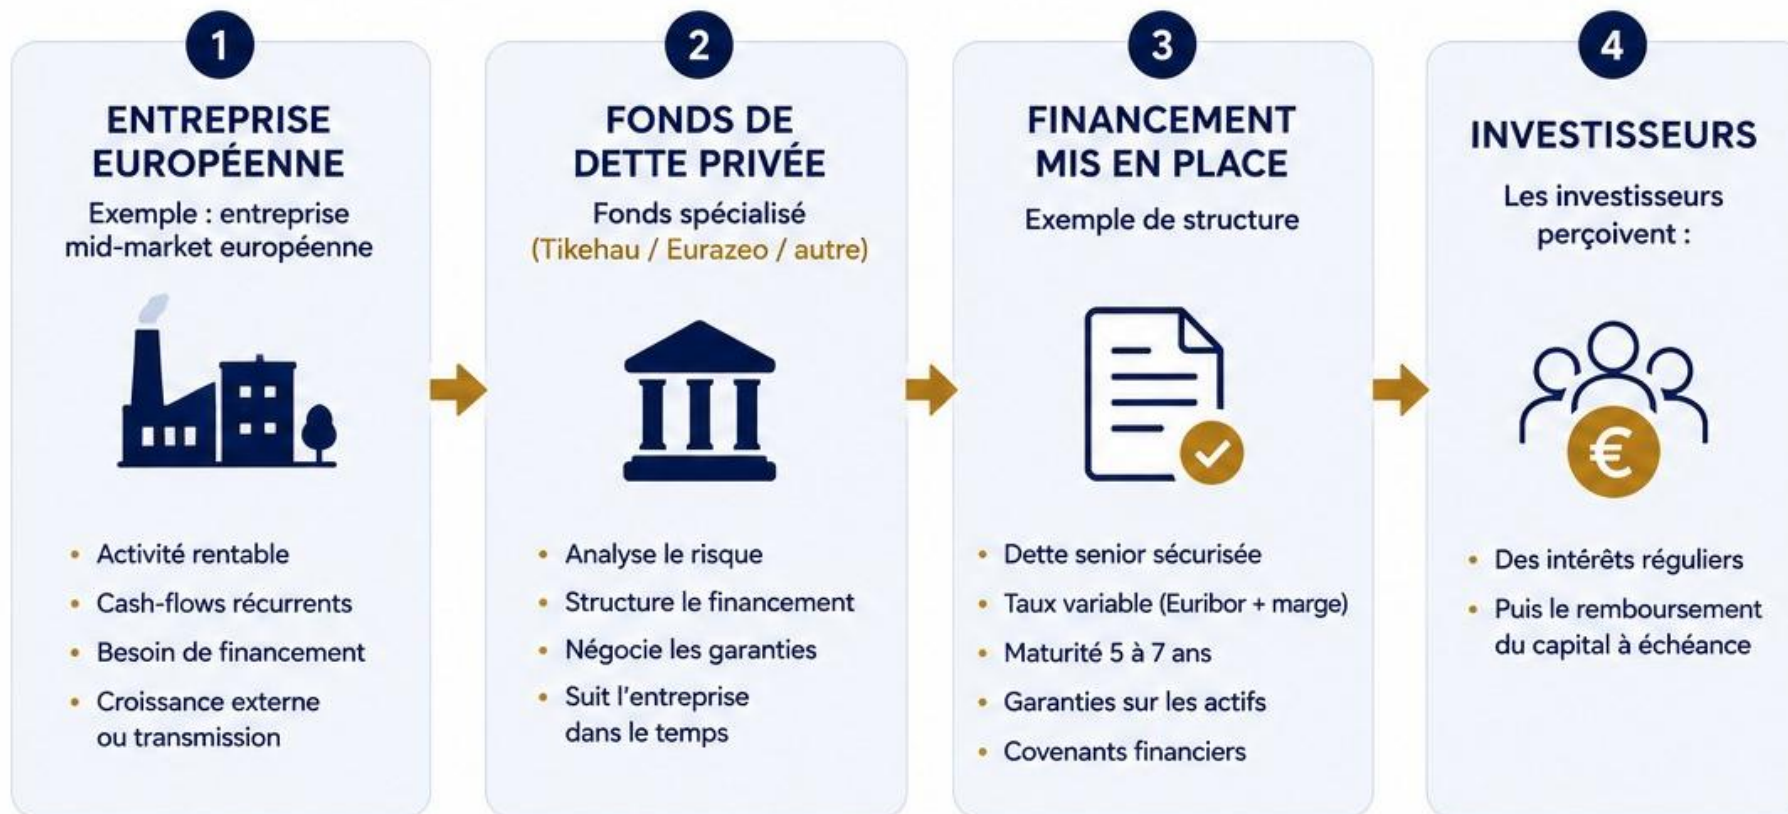 1
ENTREPRISE
EUROPÉENNE
Exemple : entreprise
mid-market européenne
• Activité rentable
• Cash-flows récurrents
• Besoin de financement
• Croissance externe
ou transmission
2
FONDS DE
DETTE PRIVÉE
Fonds spécialisé
(Tikehau / Eurazeo / autre)
• Analyse le risque
• Structure le financement
• Négocie les garanties
• Suit l'entreprise
dans le temps
3
FINANCEMENT
MIS EN PLACE
Exemple de structure
• Dette senior sécurisée
• Taux variable (Euribor + marge)
• Maturité 5 à 7 ans
• Garanties sur les actifs
• Covenants financiers
4
INVESTISSEURS
Les investisseurs
perçoivent :
€
• Des intérêts réguliers
• Puis le remboursement
du capital à échéance